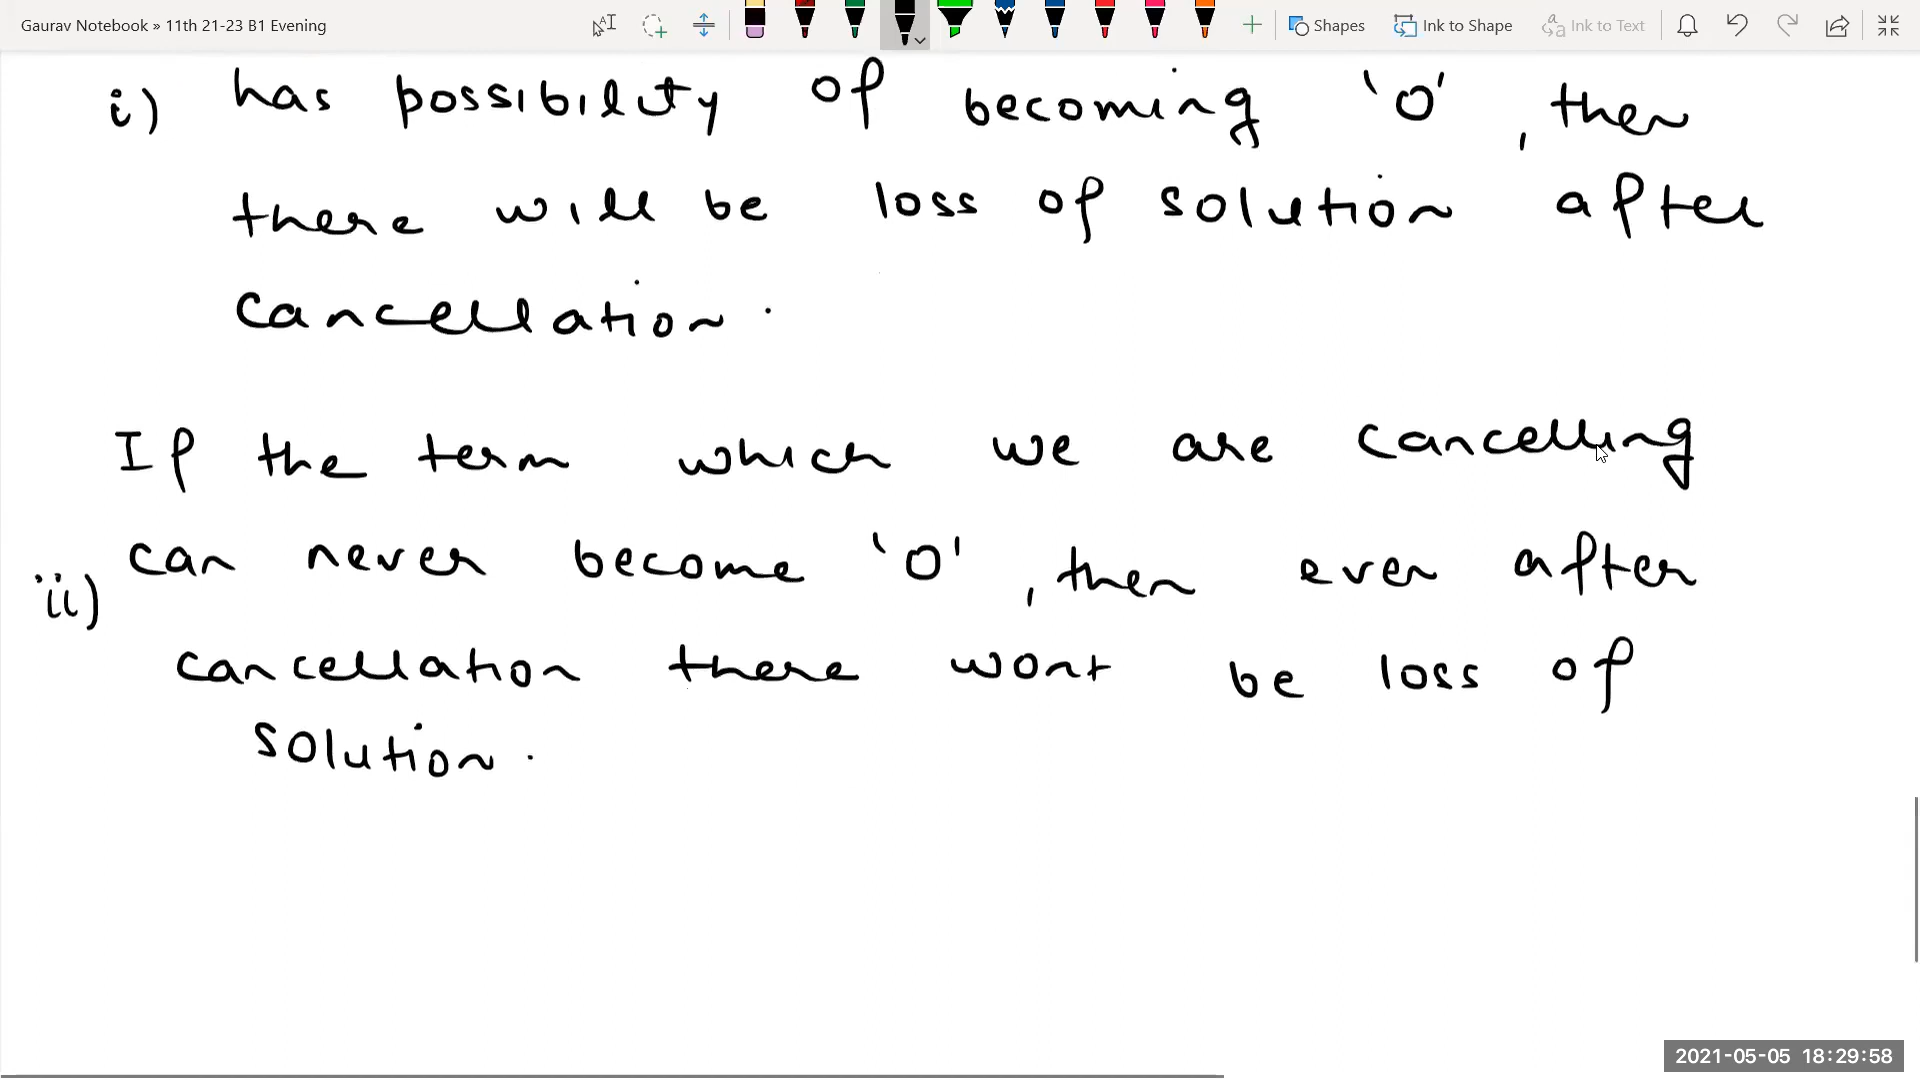 Gaurav Notebook » 11th 21-23 B1 Evening
Shapes
Ink to Shape
Ink to Text
i) has possibility of becoming '0', then
there will be loss of solution after
cancellation.
If the term which we are cancelling
ii) can never become '0', then even after
cancellation there wont be loss of
solution.
2021-05-05 18:29:58